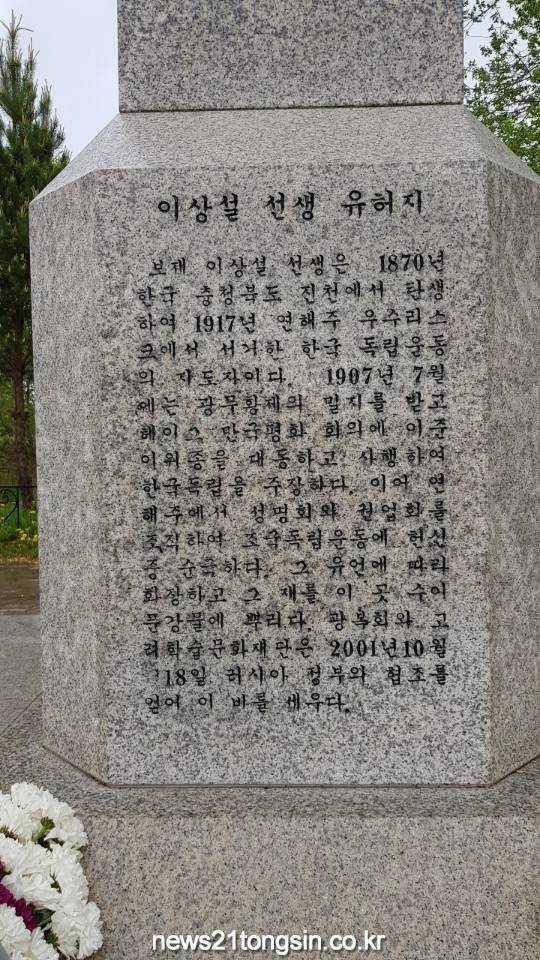 이상설 선생 유허지
보재 이상설 선생은 1870년
한국 충청북도 진천에서 탄생
하여 1917년 연해주 우수리스
크에서 서거한 한국 독립운동
의 지도자이다. 1907년 7월
에는 광무황제의 밀지를 받고
헤이그 만국평화 회의에 이준
이위종을 대동하고 사행하여
한국독립을 주장하다. 이어 연
해주에서 성명회와 권업회를
조직하여 조국독립운동에 헌신
중 순국하다. 그 유언에 따라
화장하고 그 재를 이 곳 수이
푼강물에 뿌리다. 광복회와 고
려학술문화재단은 2001년10월
18일 러시아 정부의 협조를
얻어 이 비를 세우다.
news21tongsin.co.kr